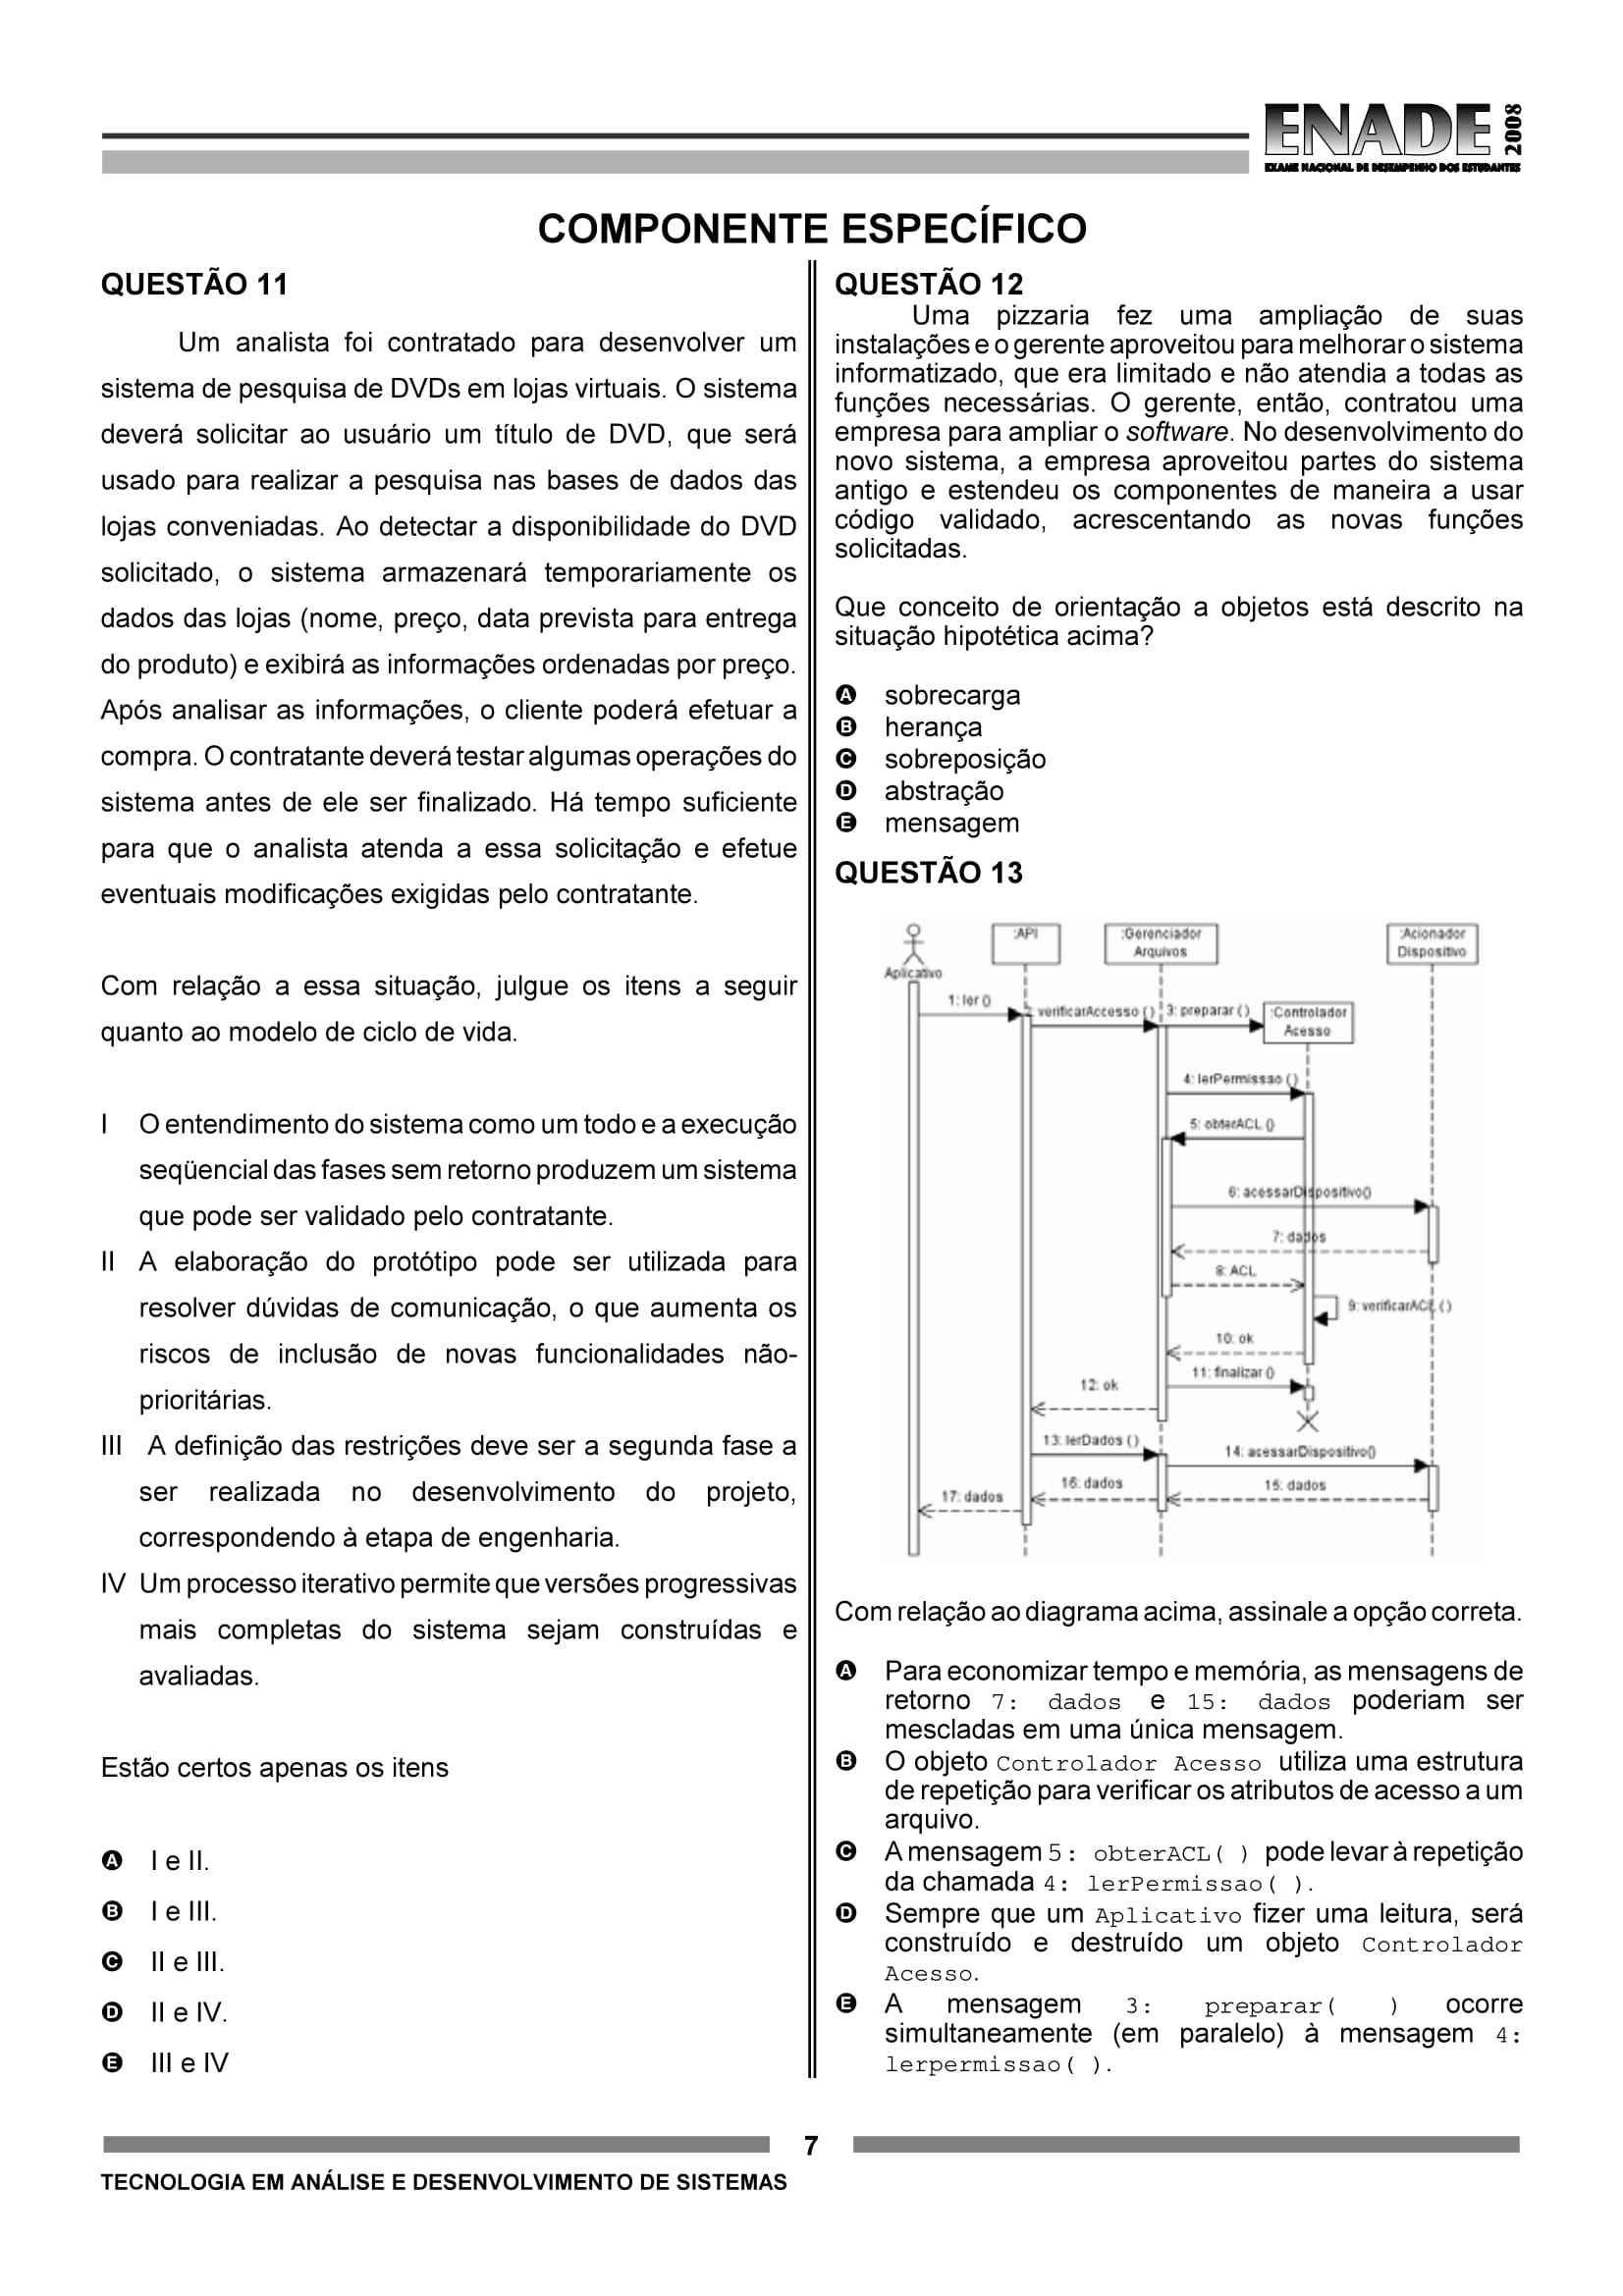 ENADE 2008
EXAME NACIONAL DE DESEMPENHO DOS ESTUDANTES
COMPONENTE ESPECÍFICO
QUESTÃO 11
Um analista foi contratado para desenvolver um
sistema de pesquisa de DVDs em lojas virtuais. O sistema
deverá solicitar ao usuário um título de DVD, que será
usado para realizar a pesquisa nas bases de dados das
lojas conveniadas. Ao detectar a disponibilidade do DVD
solicitado, o sistema armazenará temporariamente os
dados das lojas (nome, preço, data prevista para entrega
do produto) e exibirá as informações ordenadas por preço.
Após analisar as informações, o cliente poderá efetuar a
compra. O contratante deverá testar algumas operações do
sistema antes de ele ser finalizado. Há tempo suficiente
para que o analista atenda a essa solicitação e efetue
eventuais modificações exigidas pelo contratante.
Com relação a essa situação, julgue os itens a seguir
quanto ao modelo de ciclo de vida.
I O entendimento do sistema como um todo e a execução
seqüencial das fases sem retorno produzem um sistema
que pode ser validado pelo contratante.
II A elaboração do protótipo pode ser utilizada para
resolver dúvidas de comunicação, o que aumenta os
riscos de inclusão de novas funcionalidades não-
prioritárias.
III A definição das restrições deve ser a segunda fase a
ser realizada no desenvolvimento do projeto,
correspondendo à etapa de engenharia.
IV Um processo iterativo permite que versões progressivas
mais completas do sistema sejam construídas e
avaliadas.
Estão certos apenas os itens
A I e II.
B I e III.
C II e III.
D II e IV.
E III e IV
QUESTÃO 12
Uma pizzaria fez uma ampliação de suas
instalações e o gerente aproveitou para melhorar o sistema
informatizado, que era limitado e não atendia a todas as
funções necessárias. O gerente, então, contratou uma
empresa para ampliar o software. No desenvolvimento do
novo sistema, a empresa aproveitou partes do sistema
antigo e estendeu os componentes de maneira a usar
código validado, acrescentando as novas funções
solicitadas.
Que conceito de orientação a objetos está descrito na
situação hipotética acima?
A sobrecarga
B herança
C sobreposição
D abstração
E mensagem
QUESTÃO 13
Aplicativo
:API
:Gerenciador
Arquivos
:Acionador
Dispositivo
1: ler ()
2: verificarAccesso ()
3: preparar ()
:Controlador
Acesso
4: lerPermissao ()
5: obterACL ()
6: acessarDispositivo()
7: dados
8: ACL
9: verificarACL ()
10: ok
11: finalizar ()
12: ok
13: lerDados ()
14: acessarDispositivo()
15: dados
16: dados
17: dados
Com relação ao diagrama acima, assinale a opção correta.
A Para economizar tempo e memória, as mensagens de
retorno 7: dados e 15: dados poderiam ser
mescladas em uma única mensagem.
B O objeto Controlador Acesso utiliza uma estrutura
de repetição para verificar os atributos de acesso a um
arquivo.
C A mensagem 5: obterACL( ) pode levar à repetição
da chamada 4: lerPermissao( ).
D Sempre que um Aplicativo fizer uma leitura, será
construído e destruído um objeto Controlador
Acesso.
E A mensagem 3: preparar( ) ocorre
simultaneamente (em paralelo) à mensagem 4:
lerpermissao( ).
7
TECNOLOGIA EM ANÁLISE E DESENVOLVIMENTO DE SISTEMAS